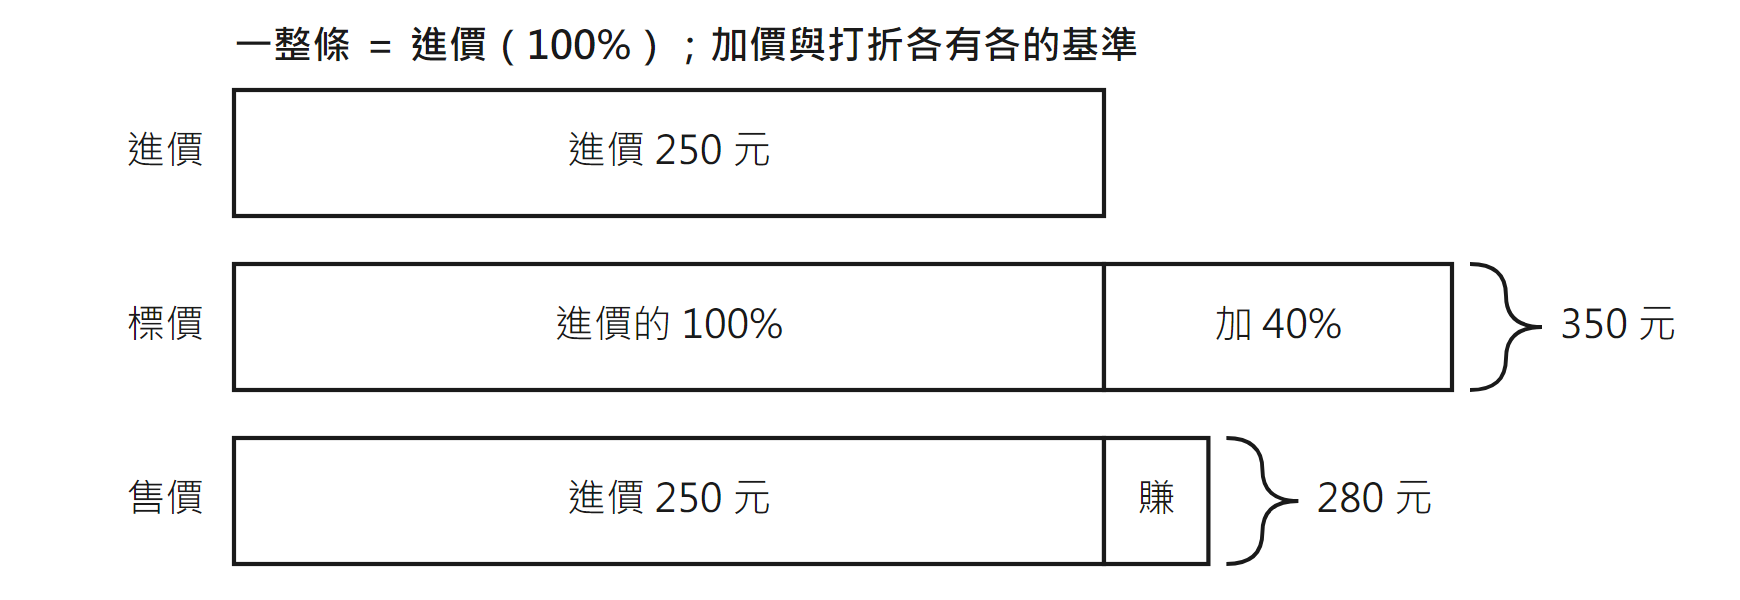 一整條 = 進價（100%）；加價與打折各有各的基準
進價 進價 250 元
標價 進價的 100% 加 40% 350 元
售價 進價 250 元 賺 280 元